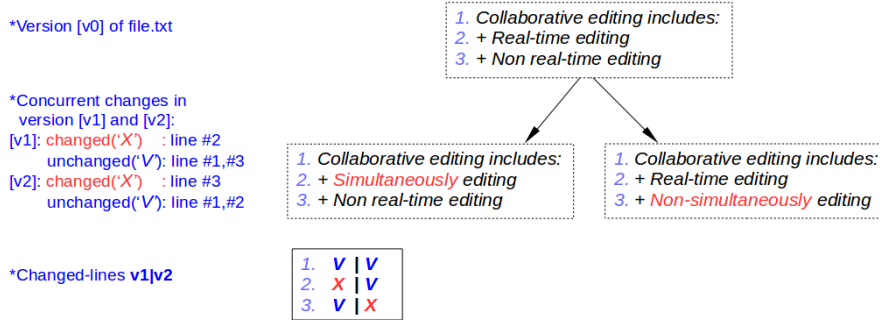 *Version [v0] of file.txt
1. Collaborative editing includes:
2. + Real-time editing
3. + Non real-time editing
*Concurrent changes in
version [v1] and [v2]:
[v1]: changed(‘X’) : line #2
unchanged(‘V’): line #1,#3
[v2]: changed(‘X’) : line #3
unchanged(‘V’): line #1,#2
1. Collaborative editing includes:
2. + Simultaneously editing
3. + Non real-time editing
1. Collaborative editing includes:
2. + Real-time editing
3. + Non-simultaneously editing
*Changed-lines v1|v2
1. V | V
2. X | V
3. V | X